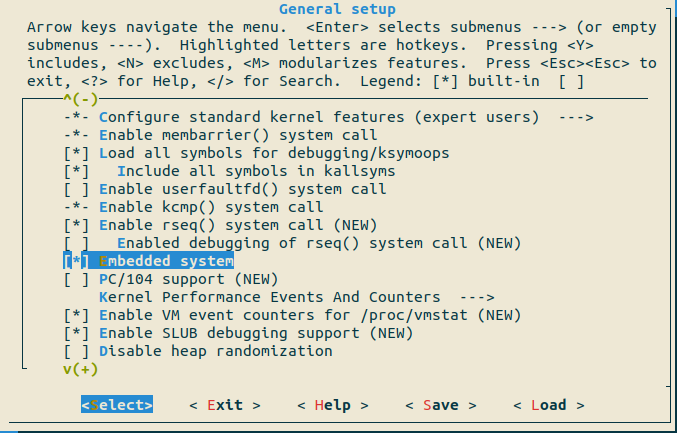 General setup
Arrow keys navigate the menu.  <Enter> selects submenus ---> (or empty
submenus ----).  Highlighted letters are hotkeys.  Pressing <Y>
includes, <N> excludes, <M> modularizes features.  Press <Esc><Esc> to
exit, <?> for Help, </> for Search.  Legend: [*] built-in  [ ]
^(-)
-*- Configure standard kernel features (expert users)  --->
-*- Enable membarrier() system call
[*] Load all symbols for debugging/ksymoops
[*]   Include all symbols in kallsyms
[ ] Enable userfaultfd() system call
-*- Enable kcmp() system call
[*] Enable rseq() system call (NEW)
[ ]   Enabled debugging of rseq() system call (NEW)
[*] Embedded system
[ ] PC/104 support (NEW)
Kernel Performance Events And Counters  --->
[*] Enable VM event counters for /proc/vmstat (NEW)
[*] Enable SLUB debugging support (NEW)
[ ] Disable heap randomization
v(+)
<Select>    < Exit >    < Help >    < Save >    < Load >